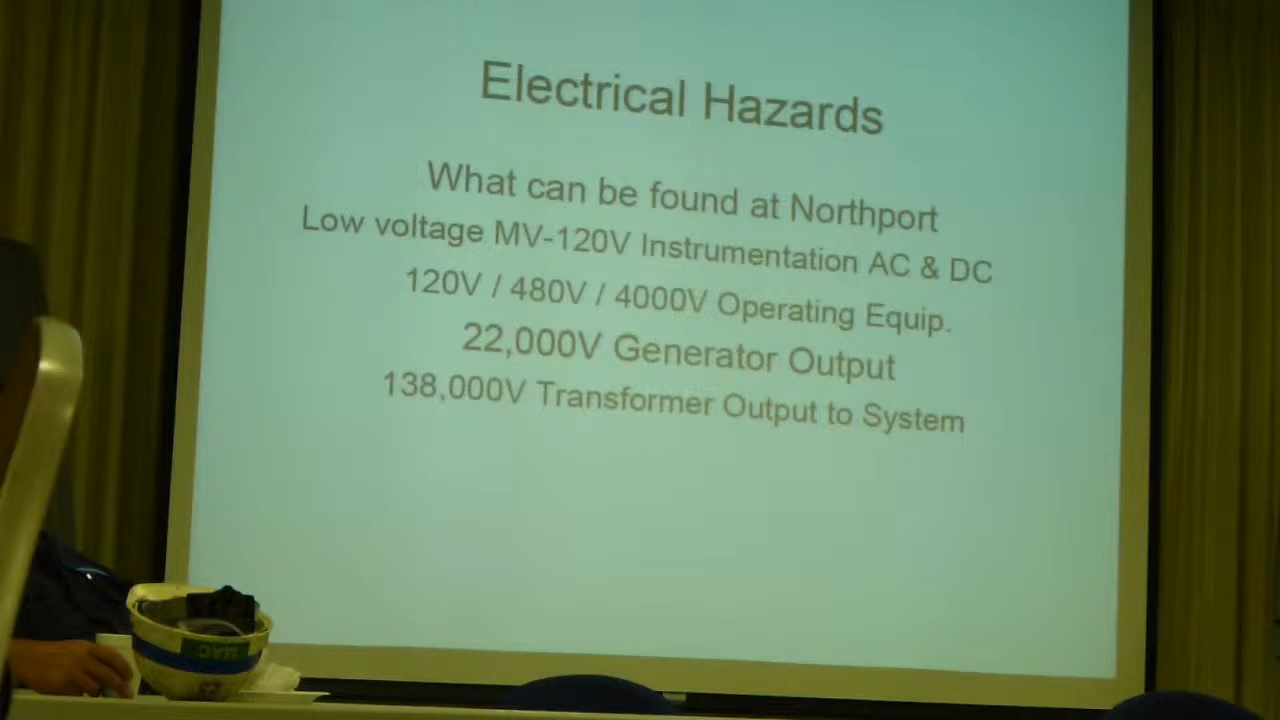 Electrical Hazards
What can be found at Northport
Low voltage MV-120V Instrumentation AC & DC
120V / 480V / 4000V Operating Equip.
22,000V Generator Output
138,000V Transformer Output to System
MAC